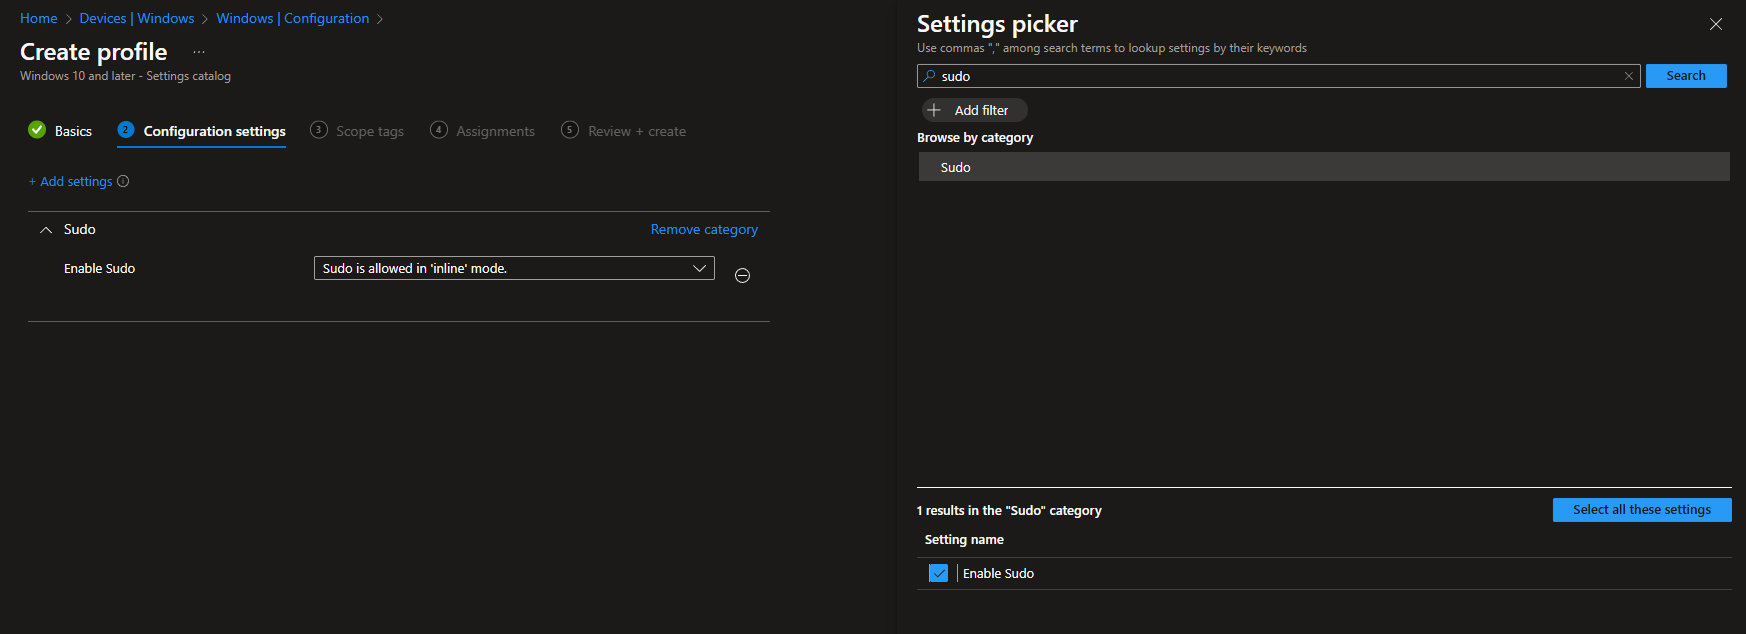 Home > Devices | Windows > Windows | Configuration >
Create profile ...
Windows 10 and later - Settings catalog
Basics 2 Configuration settings 3 Scope tags 4 Assignments 5 Review + create
+ Add settings
Sudo Remove category
Enable Sudo Sudo is allowed in 'inline' mode.
Settings picker
Use commas "," among search terms to lookup settings by their keywords
sudo Search
Add filter
Browse by category
Sudo
1 results in the "Sudo" category Select all these settings
Setting name
Enable Sudo